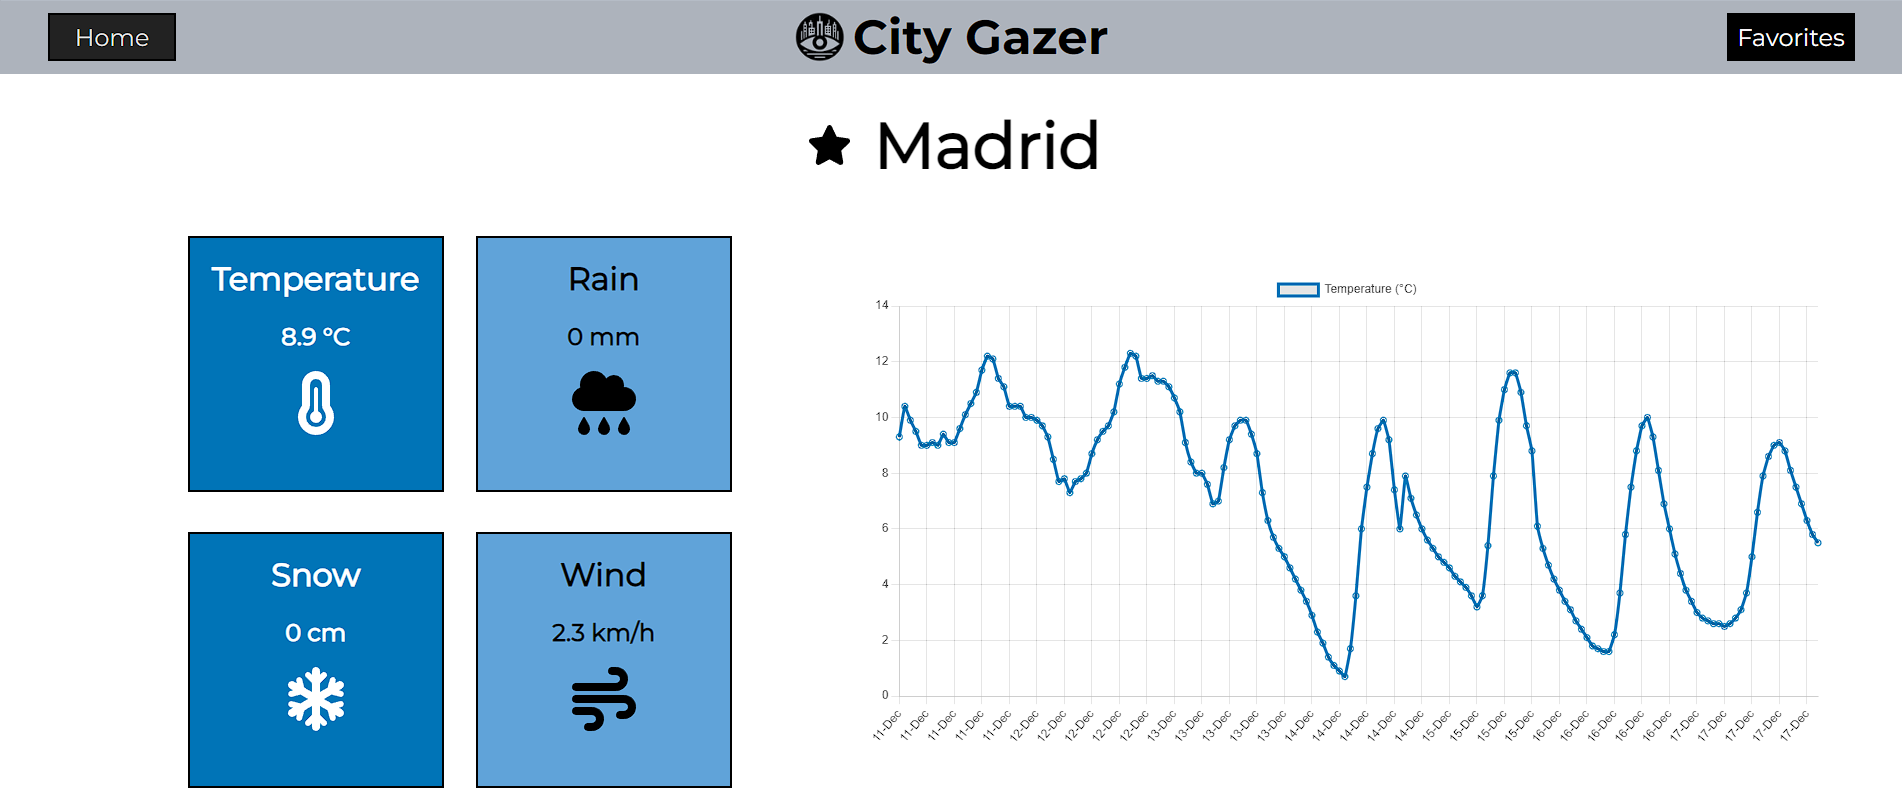 Home
City Gazer
Favorites
Madrid
Temperature
8.9 °C
Rain
0 mm
Snow
0 cm
Wind
2.3 km/h
Temperature (°C)
14
12
10
8
6
4
2
0
11-Dec 11-Dec 11-Dec 11-Dec 11-Dec 12-Dec 12-Dec 12-Dec 12-Dec 12-Dec 13-Dec 13-Dec 13-Dec 13-Dec 13-Dec 14-Dec 14-Dec 14-Dec 14-Dec 14-Dec 15-Dec 15-Dec 15-Dec 15-Dec 16-Dec 16-Dec 16-Dec 16-Dec 16-Dec 17-Dec 17-Dec 17-Dec 17-Dec 17-Dec